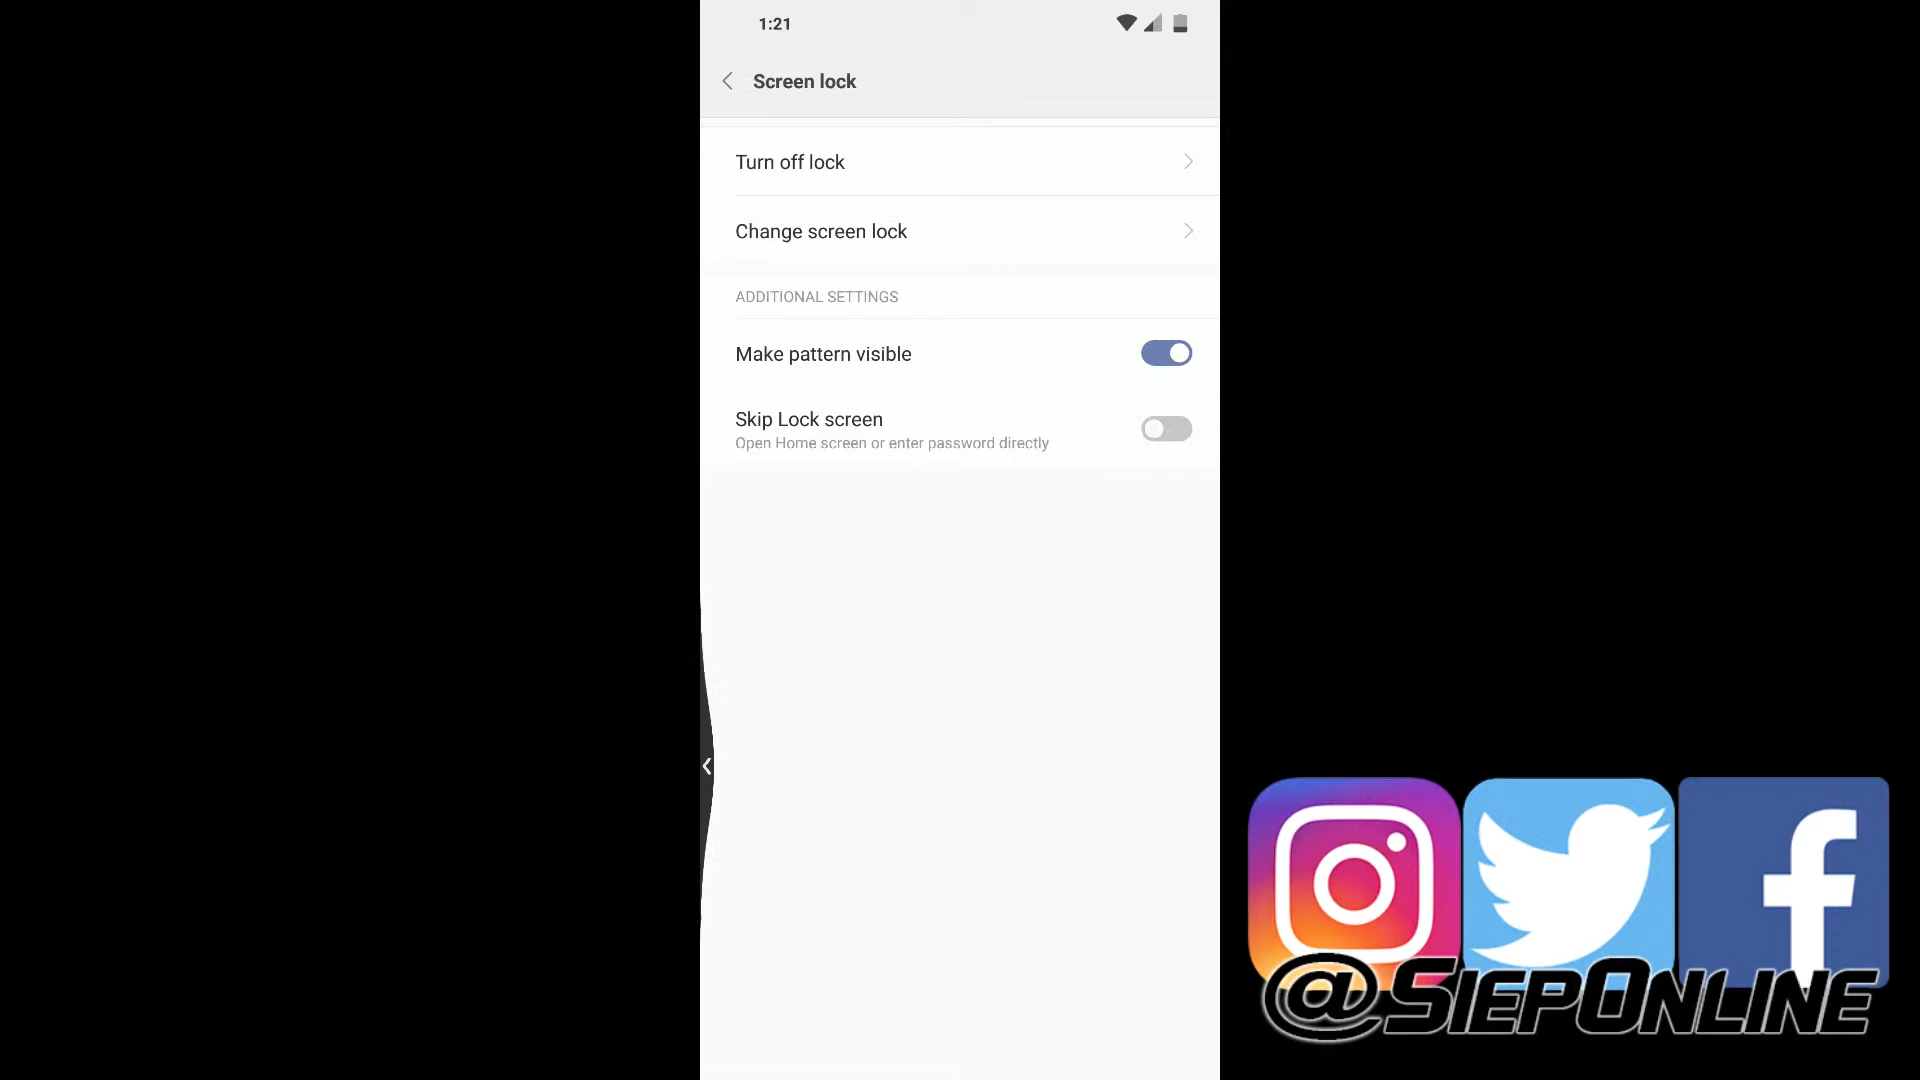 1:21
Screen lock
Turn off lock
Change screen lock
ADDITIONAL SETTINGS
Make pattern visible
Skip Lock screen
Open Home screen or enter password directly
@SIEPONLINE